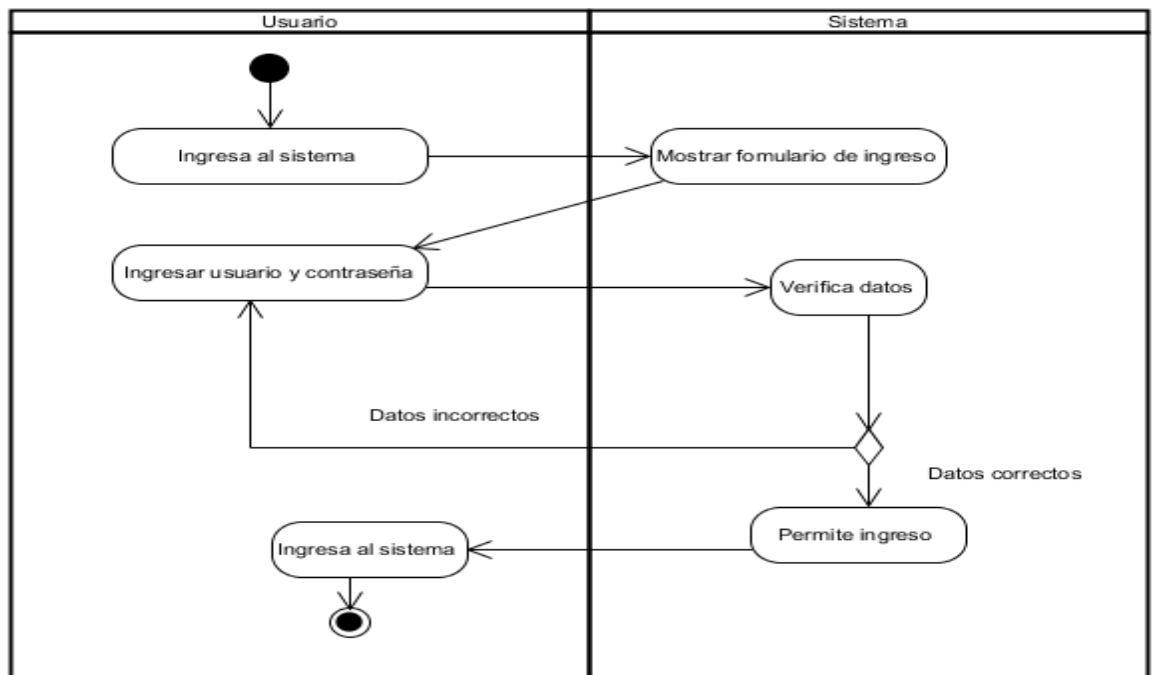 Usuario
Sistema
Ingresa al sistema
Mostrar fomulario de ingreso
Ingresar usuario y contraseña
Verifica datos
Datos incorrectos
Datos correctos
Permite ingreso
Ingresa al sistema